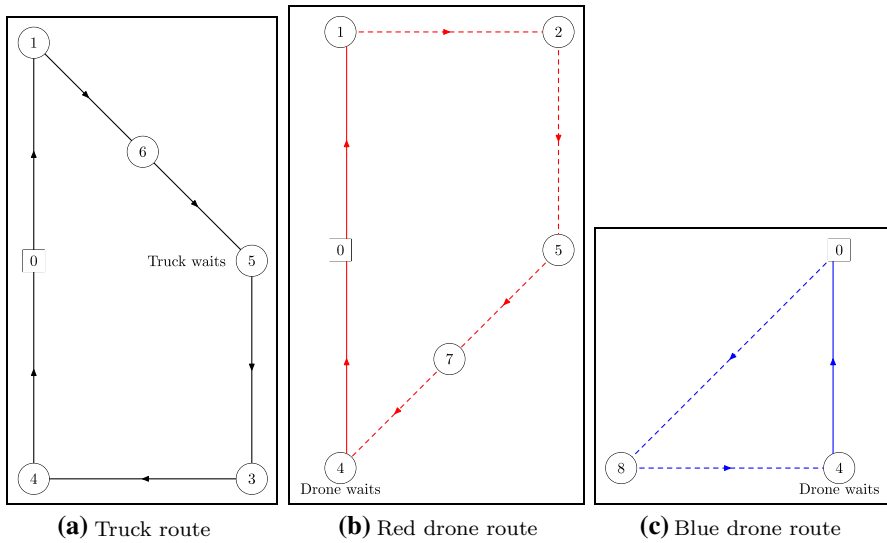 1
6
Truck waits
5
0
4
3
1
2
0
5
7
4
Drone waits
0
8
4
Drone waits
(a) Truck route
(b) Red drone route
(c) Blue drone route